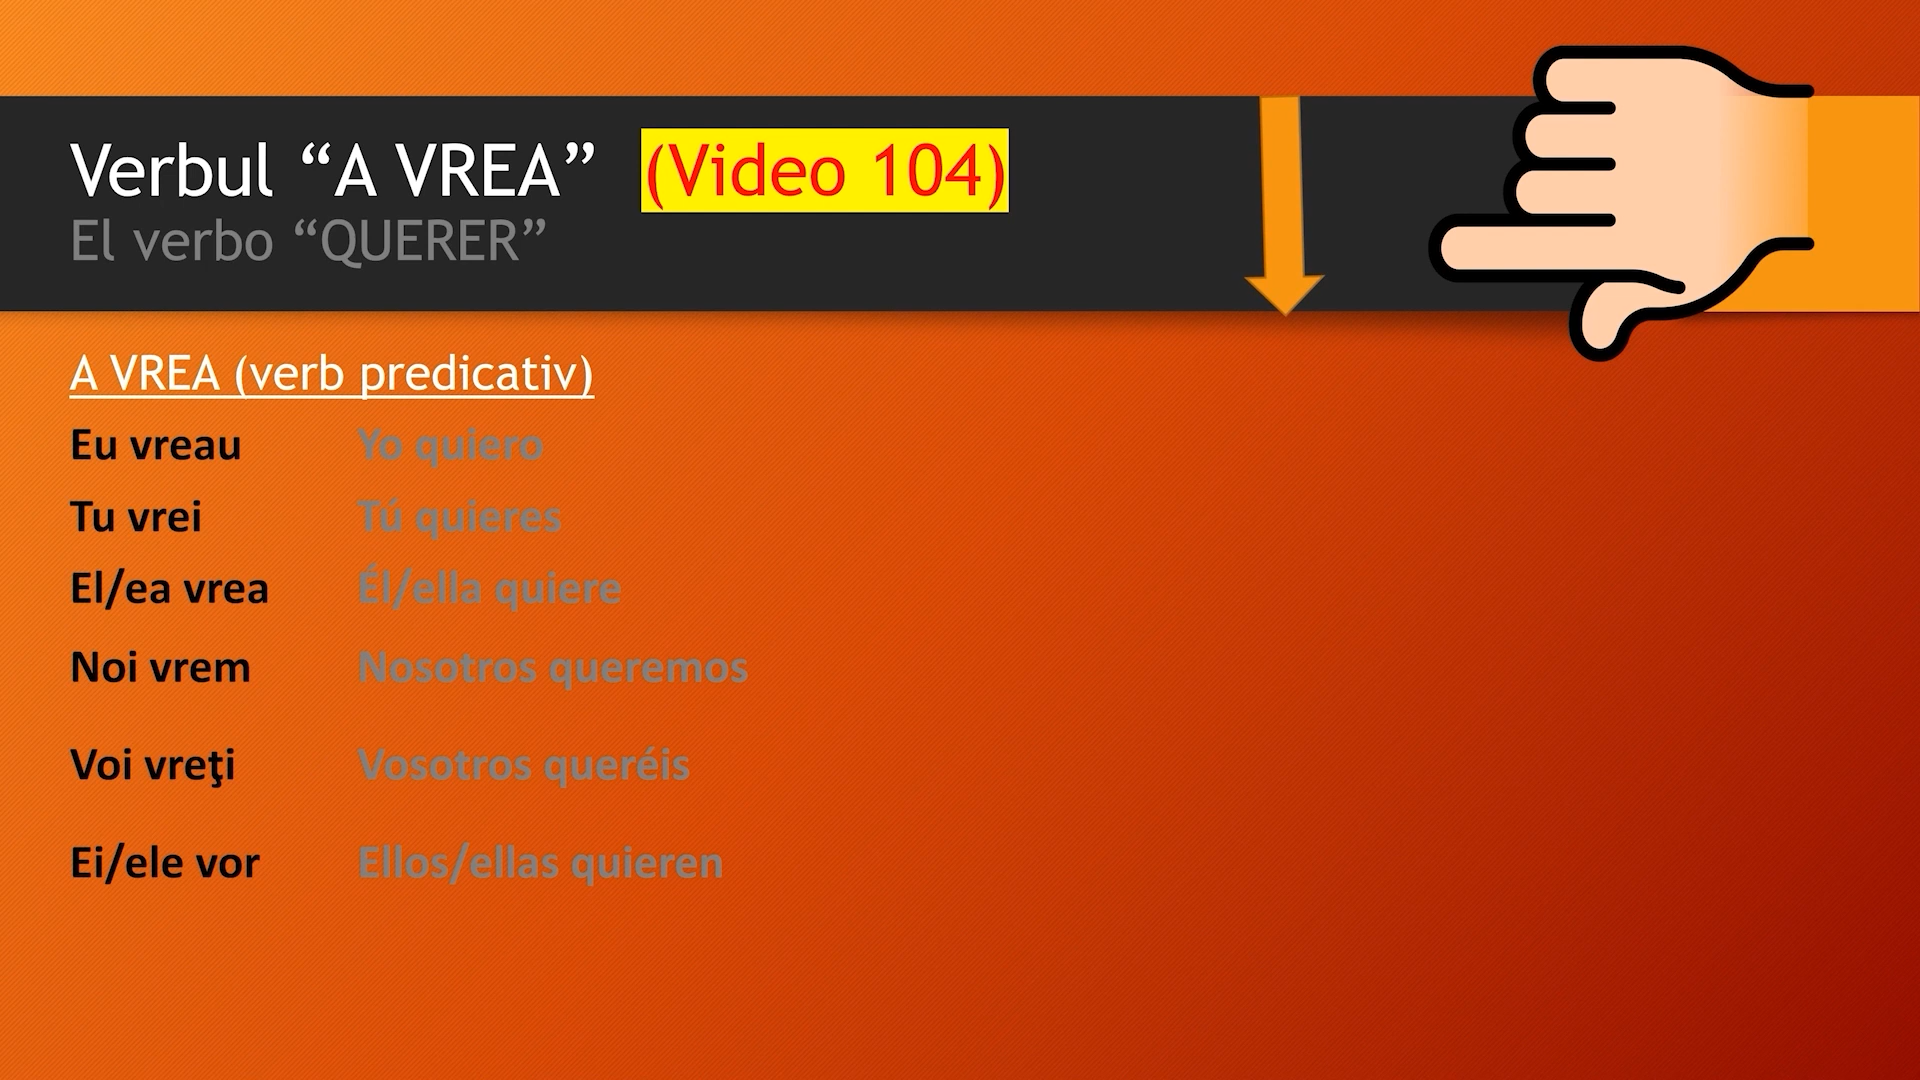 Verbul “A VREA” (Video 104)
El verbo “QUERER”
A VREA (verb predicativ)
Eu vreau Yo quiero
Tu vrei Tú quieres
El/ea vrea Él/ella quiere
Noi vrem Nosotros queremos
Voi vreţi Vosotros queréis
Ei/ele vor Ellos/ellas quieren